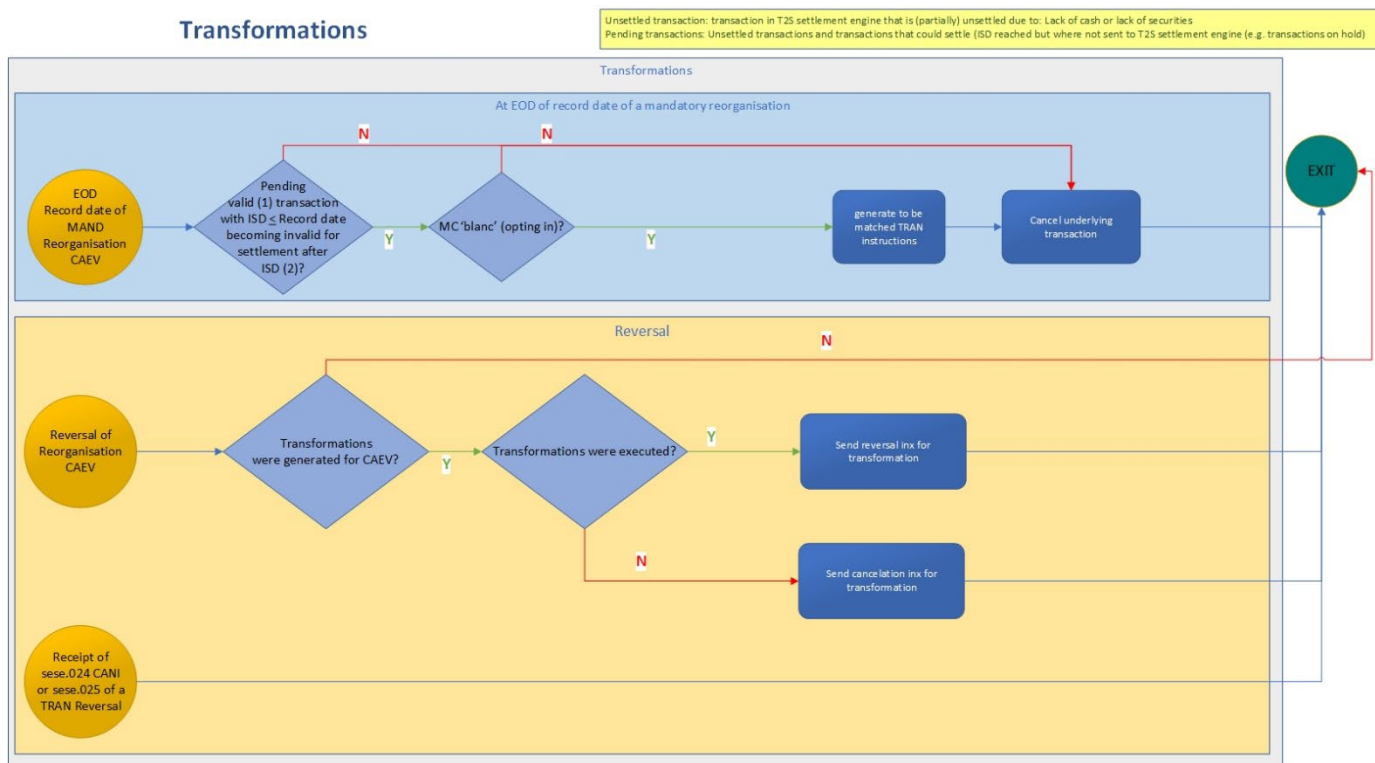 Transformations
Unsettled transaction: transaction in T2S settlement engine that is (partially) unsettled due to: Lack of cash or lack of securities
Pending transactions: Unsettled transactions and transactions that could settle (ISD reached but where not sent to T2S settlement engine (e.g. transactions on hold)
Transformations
At EOD of record date of a mandatory reorganisation
N
N
EOD
Record date of
MAND
Reorganisation
CAEV
Pending
valid (1) transaction
with ISD ≤ Record date
becoming invalid for
settlement after
ISD (2)?
Y
MC 'blanc' (opting in)?
Y
generate to be
matched TRAN
instructions
Cancel underlying
transaction
EXIT
Reversal
N
Reversal of
Reorganisation
CAEV
Transformations
were generated for CAEV?
Y
Transformations were executed?
Y
Send reversal inx for
transformation
N
Send cancelation inx for
transformation
Receipt of
sese.024 CANI
or sese.025 of a
TRAN Reversal